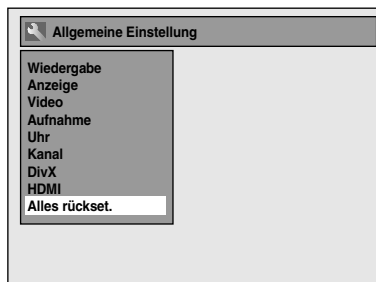 Allgemeine Einstellung
Wiedergabe
Anzeige
Video
Aufnahme
Uhr
Kanal
DivX
HDMI
Alles rückset.